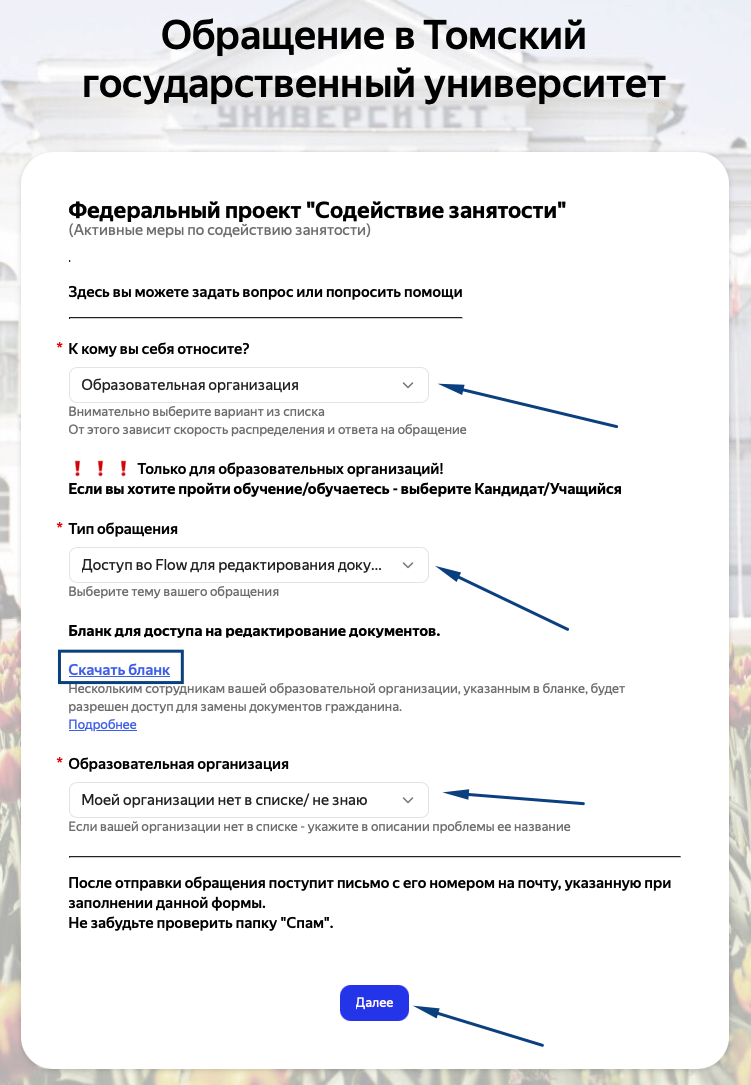 Обращение в Томский
государственный университет
УНИВЕРСИТЕТ
Федеральный проект "Содействие занятости"
(Активные меры по содействию занятости)
.
Здесь вы можете задать вопрос или попросить помощи
* К кому вы себя относите?
Образовательная организация
Внимательно выберите вариант из списка
От этого зависит скорость распределения и ответа на обращение
❗ ❗ ❗ Только для образовательных организаций!
Если вы хотите пройти обучение/обучаетесь - выберите Кандидат/Учащийся
* Тип обращения
Доступ во Flow для редактирования доку...
Выберите тему вашего обращения
Бланк для доступа на редактирование документов.
Скачать бланк
Нескольким сотрудникам вашей образовательной организации, указанным в бланке, будет
разрешен доступ для замены документов гражданина.
Подробнее
* Образовательная организация
Моей организации нет в списке/ не знаю
Если вашей организации нет в списке - укажите в описании проблемы ее название
После отправки обращения поступит письмо с его номером на почту, указанную при
заполнении данной формы.
Не забудьте проверить папку "Спам".
Далее